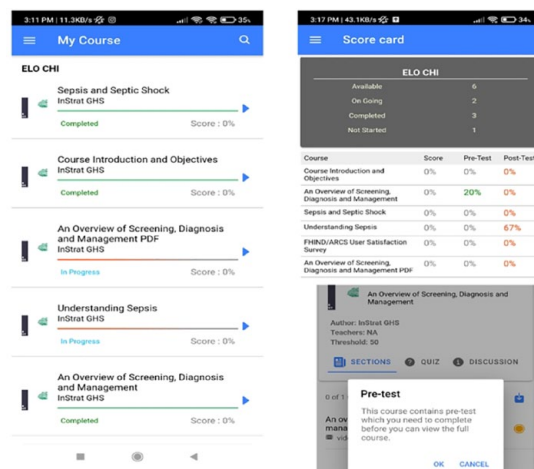 3:11 PM | 11.3KB/s
35%
My Course
ELO CHI
Sepsis and Septic Shock
InStrat GHS
Completed
Score : 0%
Course Introduction and Objectives
InStrat GHS
Completed
Score : 0%
An Overview of Screening, Diagnosis
and Management PDF
InStrat GHS
In Progress
Score : 0%
Understanding Sepsis
InStrat GHS
In Progress
Score : 0%
An Overview of Screening, Diagnosis
and Management
InStrat GHS
Completed
Score : 0%
3:17 PM | 43.1KB/s
34%
Score card
ELO CHI
Available 6
On Going 2
Completed 3
Not Started 1
Course Score Pre-Test Post-Test
Course Introduction and
Objectives
0% 0% 0%
An Overview of Screening,
Diagnosis and Management
0% 20% 0%
Sepsis and Septic Shock 0% 0% 0%
Understanding Sepsis 0% 0% 67%
FHIND/ARCS User Satisfaction
Survey
0% 0% 0%
An Overview of Screening,
Diagnosis and Management PDF
0% 0% 0%
An Overview of Screening, Diagnosis and
Management
Author: InStrat GHS
Teachers: NA
Threshold: 50
SECTIONS QUIZ DISCUSSION
0 of 1
An ov
mana
vid
Pre-test
This course contains pre-test
which you need to complete
before you can view the full
course.
OK CANCEL